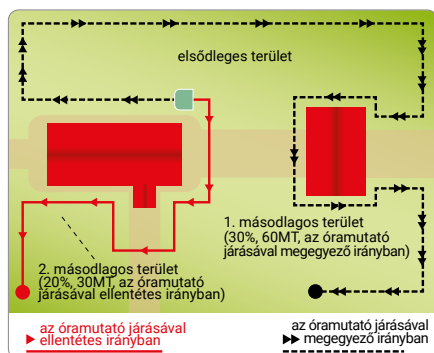 elsődleges terület
1. másodlagos terület
(30%, 60MT, az óramutató
járásával megegyező irányban)
2. másodlagos terület
(20%, 30MT, az óramutató
járásával ellentétes irányban)
az óramutató járásával
ellentétes irányban
az óramutató járásával
megegyező irányban